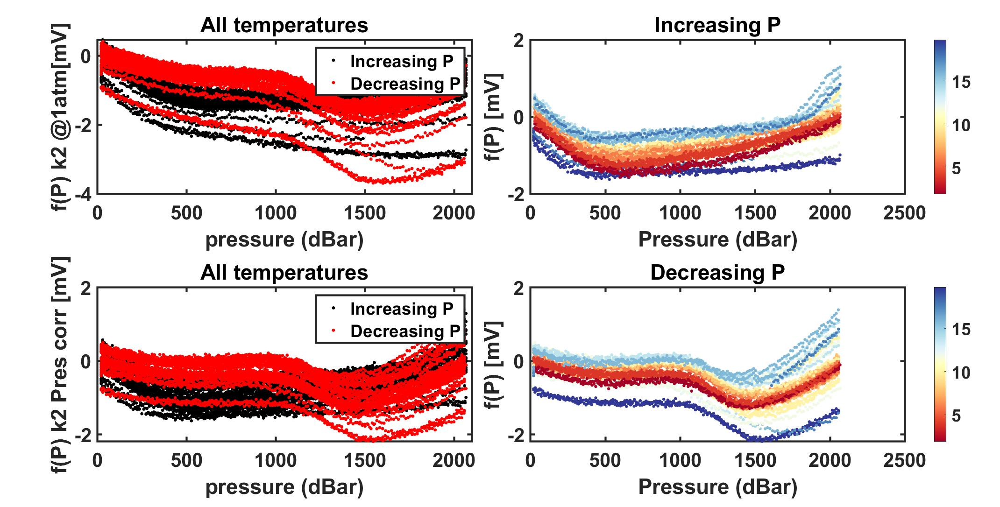 All temperatures
f(P) k2 @1atm[mV]
0
-2
-4
Increasing P
Decreasing P
0 500 1000 1500 2000
pressure (dBar)
Increasing P
f(P) [mV]
2
0
-2
0 500 1000 1500 2000 2500
Pressure (dBar)
15
10
5
All temperatures
f(P) k2 Pres corr [mV]
2
0
-2
Increasing P
Decreasing P
0 500 1000 1500 2000
pressure (dBar)
Decreasing P
f(P) [mV]
2
0
-2
0 500 1000 1500 2000 2500
Pressure (dBar)
15
10
5